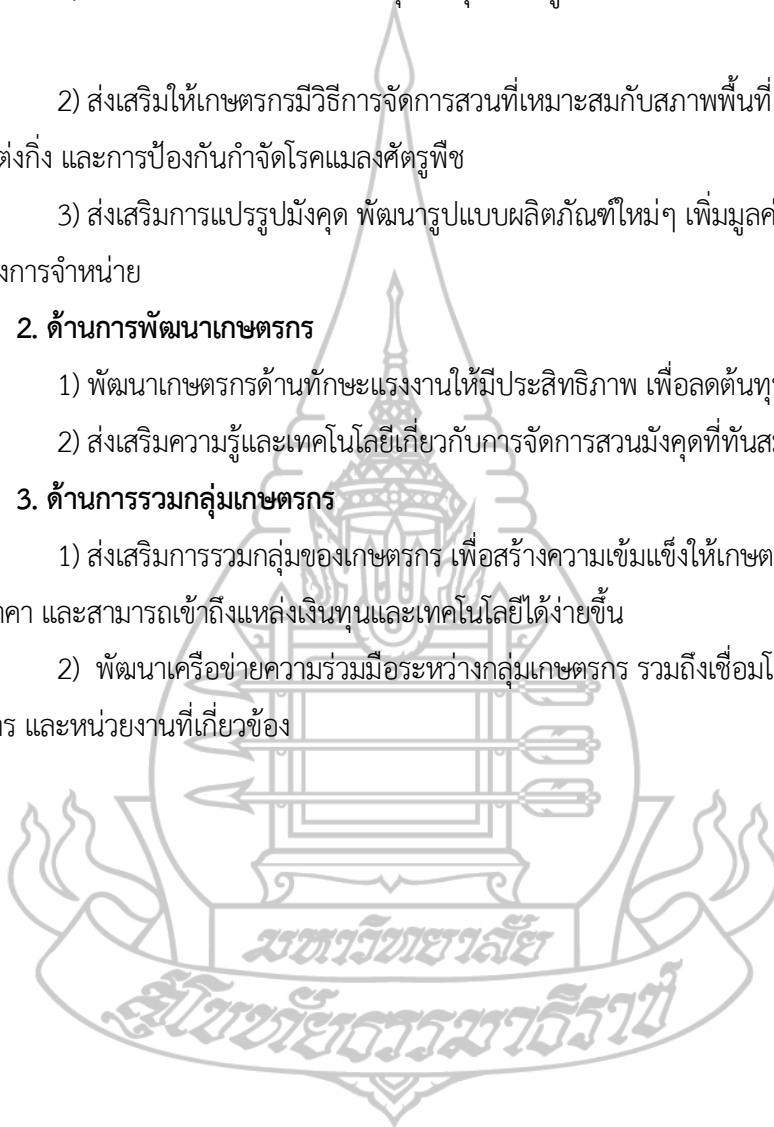 2) ส่งเสริมให้เกษตรกรมีวิธีการจัดการสวนที่เหมาะสมกับสภาพพื้นที่
ต่งกิ่ง และการป้องกันกำจัดโรคแมลงศัตรูพืช
3) ส่งเสริมการแปรรูปมังคุด พัฒนารูปแบบผลิตภัณฑ์ใหม่ๆ เพิ่มมูลค่
งการจำหน่าย
2. ด้านการพัฒนาเกษตรกร
1) พัฒนาเกษตรกรด้านทักษะแรงงานให้มีประสิทธิภาพ เพื่อลดต้นทุ
2) ส่งเสริมความรู้และเทคโนโลยีเกี่ยวกับการจัดการสวนมังคุดที่ทันส
3. ด้านการรวมกลุ่มเกษตรกร
1) ส่งเสริมการรวมกลุ่มของเกษตรกร เพื่อสร้างความเข้มแข็งให้เกษต
าคา และสามารถเข้าถึงแหล่งเงินทุนและเทคโนโลยีได้ง่ายขึ้น
2) พัฒนาเครือข่ายความร่วมมือระหว่างกลุ่มเกษตรกร รวมถึงเชื่อมโ
าร และหน่วยงานที่เกี่ยวข้อง
มหาวิทยาลัย
สุโขทัยธรรมาธิราช